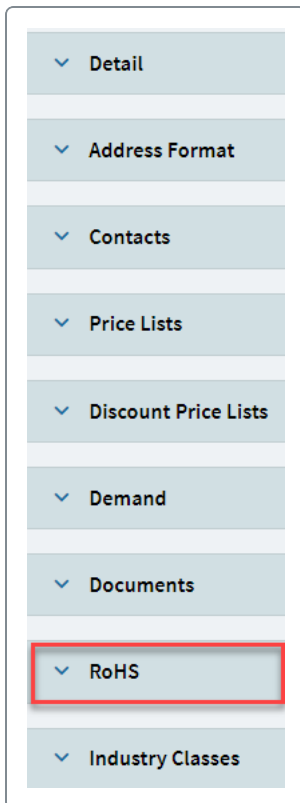 Detail
Address Format
Contacts
Price Lists
Discount Price Lists
Demand
Documents
RoHS
Industry Classes